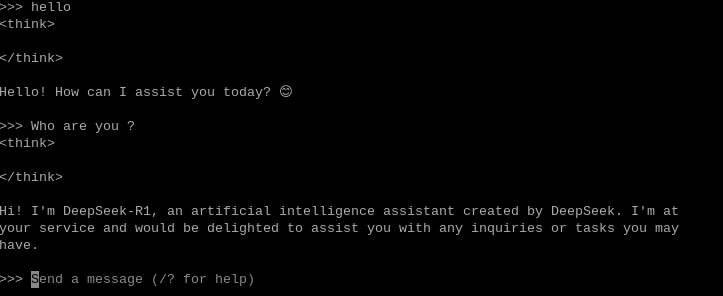 >>> hello
<think>
</think>
Hello! How can I assist you today? 😊
>>> Who are you ?
<think>
</think>
Hi! I'm DeepSeek-R1, an artificial intelligence assistant created by DeepSeek. I'm at
your service and would be delighted to assist you with any inquiries or tasks you may
have.
>>> Send a message (/? for help)